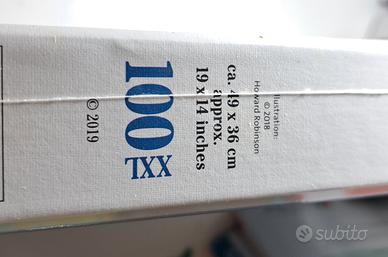 Illustration:
© 2018
Howard Robinson
ca. 49 x 36 cm
approx.
19 x 14 inches
100 XXL
© 2019
subito